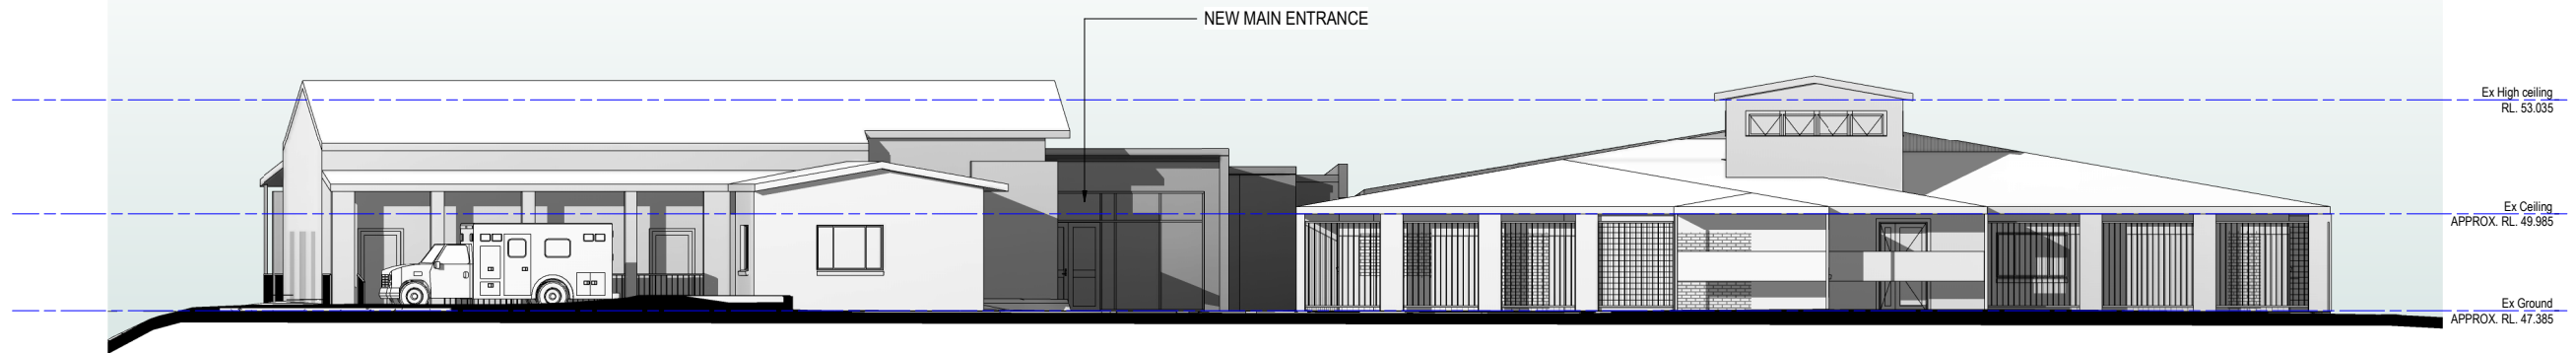 NEW MAIN ENTRANCE
Ex High ceiling
RL. 53.035
Ex Ceiling
APPROX. RL. 49.985
Ex Ground
APPROX. RL. 47.385